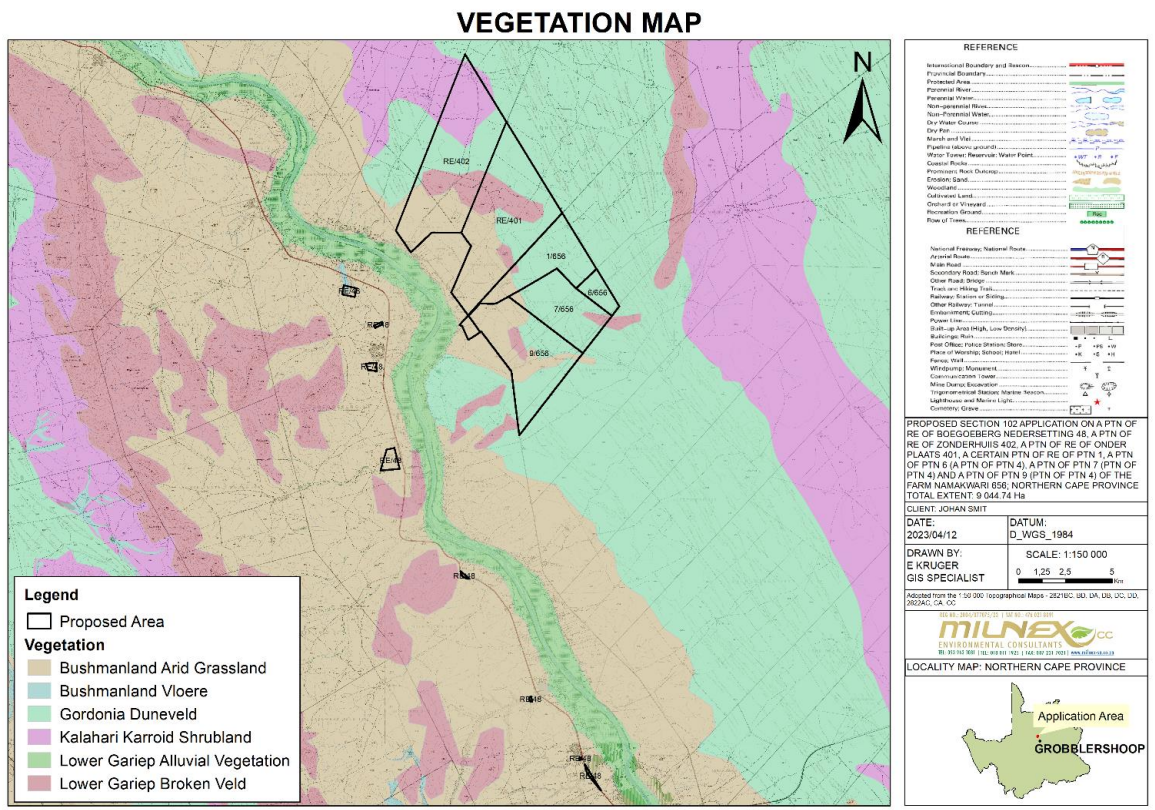 VEGETATION MAP
N
RE/402
RE/401
1/656
6/656
7/656
9/656
RE/48
RE/48
RE/48
RE/48
RE/48
RE/48
RE/48
RE/48
Legend
Proposed Area
Vegetation
Bushmanland Arid Grassland
Bushmanland Vloere
Gordonia Duneveld
Kalahari Karroid Shrubland
Lower Gariep Alluvial Vegetation
Lower Gariep Broken Veld
REFERENCE
International Boundary and Beacon
Provincial Boundary
Protected Area
Perennial River
Perennial Water
Non-perennial River
Non-Perennial Water
Dry Water Course
Dry Pan
Marsh and Vlei
Pipeline (above ground)
Water Tower; Reservoir; Water Point
Coastal Rocks
Prominent Rock Outcrop
Erosion; Sand
Woodland
Cultivated Land
Orchard or Vineyard
Recreation Ground
Row of Trees
REFERENCE
National Freeway; National Route
Arterial Route
Main Road
Secondary Road; Bench Mark
Other Road; Bridge
Track and Hiking Trail
Railway; Station or Siding
Other Railway; Tunnel
Embankment; Cutting
Power Line
Built-up Area (High, Low Density)
Buildings; Ruin
Post Office; Police Station; Store
Place of Worship; School; Hotel
Fence; Wall
Windpump; Monument
Communication Tower
Mine Dump; Excavation
Trigonometrical Station; Marine Beacon
Lighthouse and Marine Light
Cemetery; Grave
PROPOSED SECTION 102 APPLICATION ON A PTN OF
RE OF BOEGOEBERG NEDERSETTING 48, A PTN OF
RE OF ZONDERHUIIS 402, A PTN OF RE OF ONDER
PLAATS 401, A CERTAIN PTN OF RE OF PTN 1, A PTN
OF PTN 6 (A PTN OF PTN 4), A PTN OF PTN 7 (PTN OF
PTN 4) AND A PTN OF PTN 9 (PTN OF PTN 4) OF THE
FARM NAMAKWARI 656; NORTHERN CAPE PROVINCE
TOTAL EXTENT: 9 044.74 Ha
CLIENT: JOHAN SMIT
DATE:
2023/04/12
DATUM:
D_WGS_1984
DRAWN BY:
E KRUGER
GIS SPECIALIST
SCALE: 1:150 000
0 1,25 2,5 5
Km
Adopted from the 1:50 000 Topographical Maps - 2821BC, BD, DA, DB, DC, DD,
2822AC, CA, CC
MILNEX CC
ENVIRONMENTAL CONSULTANTS
LOCALITY MAP: NORTHERN CAPE PROVINCE
Application Area
GROBBLERSHOOP